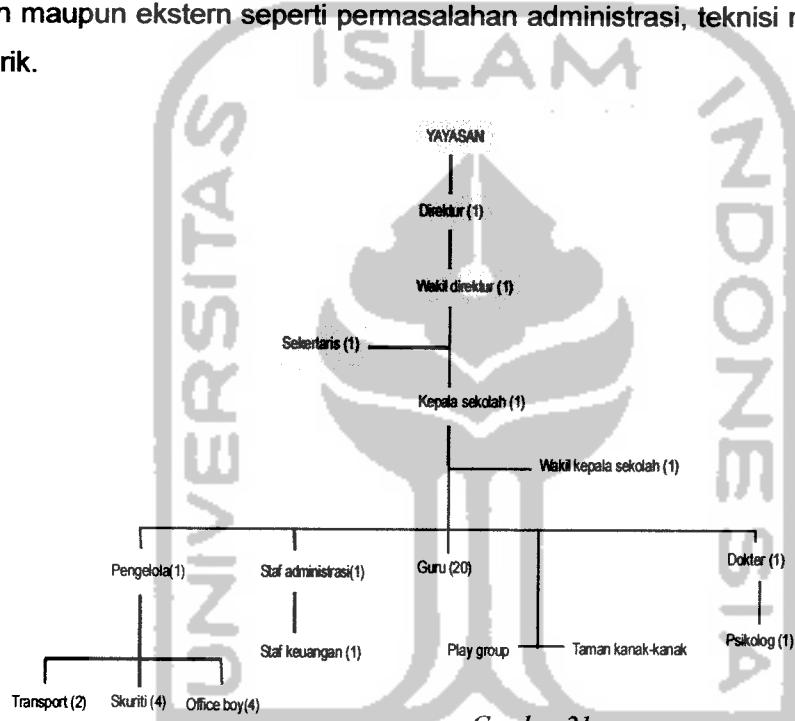 n maupun ekstern seperti permasalahan administrasi, teknisi
rik.
ISLAM
UNIVERSITAS
INDONESIA
YAYASAN
Direktur (1)
Wakil direktur (1)
Sekertaris (1)
Kepala sekolah (1)
Wakil kepala sekolah (1)
Pengelola(1) Staf administrasi(1) Guru (20) Dokter (1)
Staf keuangan (1) Play group Taman kanak-kanak Psikolog (1)
Transport (2) Skuriti (4) Office boy(4)